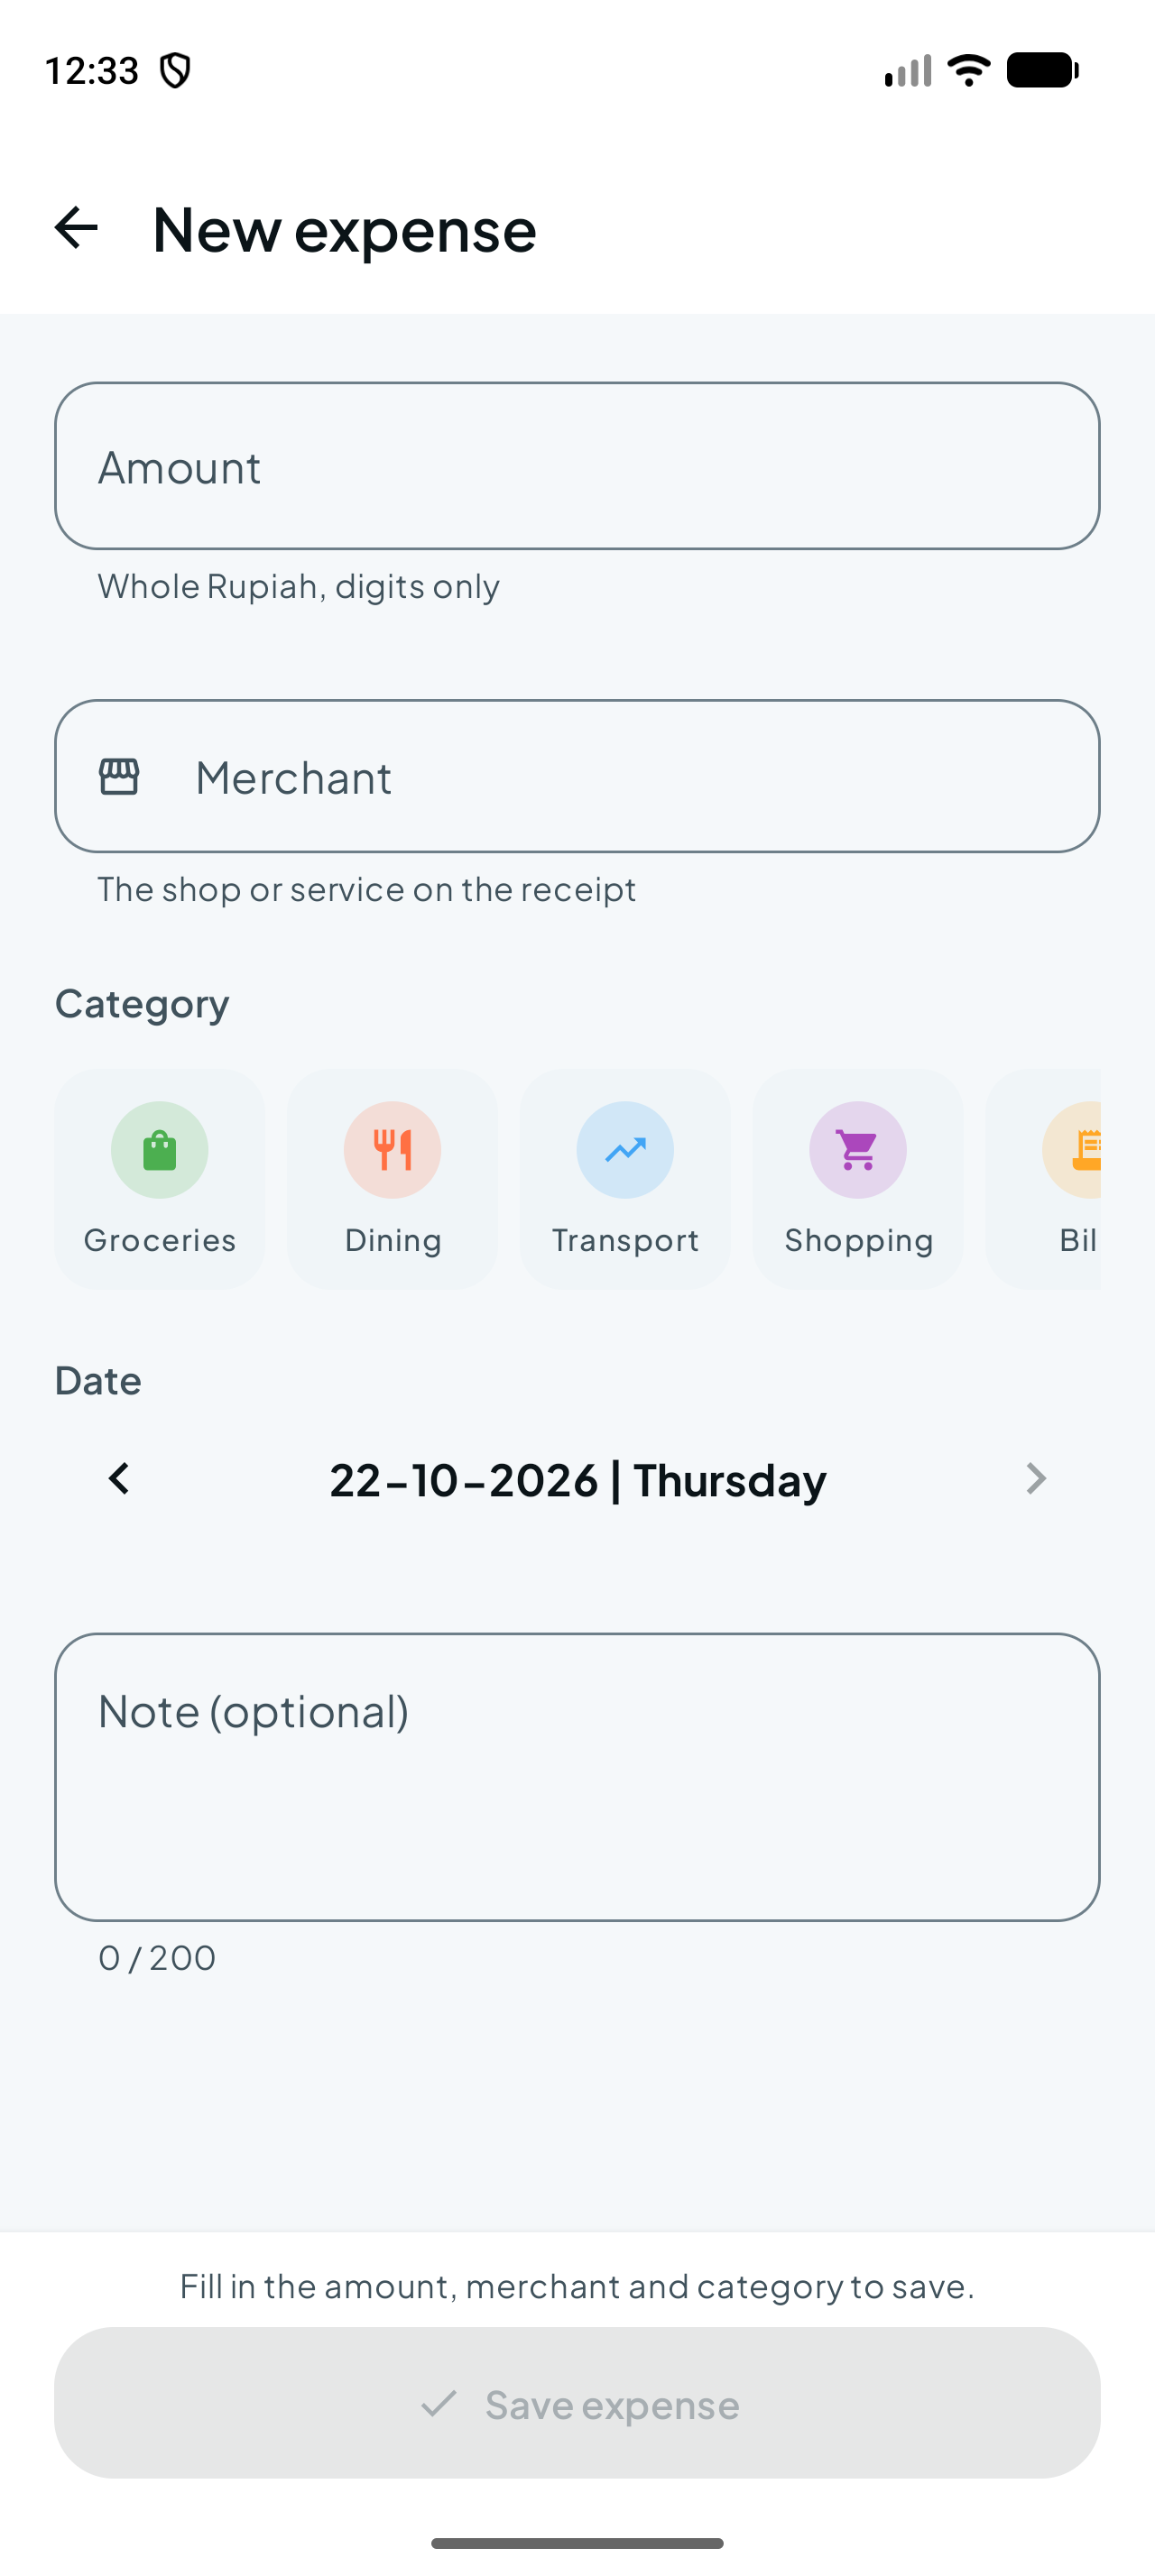 12:33
New expense
Amount
Whole Rupiah, digits only
Merchant
The shop or service on the receipt
Category
Groceries Dining Transport Shopping Bil
Date
22-10-2026 | Thursday
Note (optional)
0 / 200
Fill in the amount, merchant and category to save.
Save expense